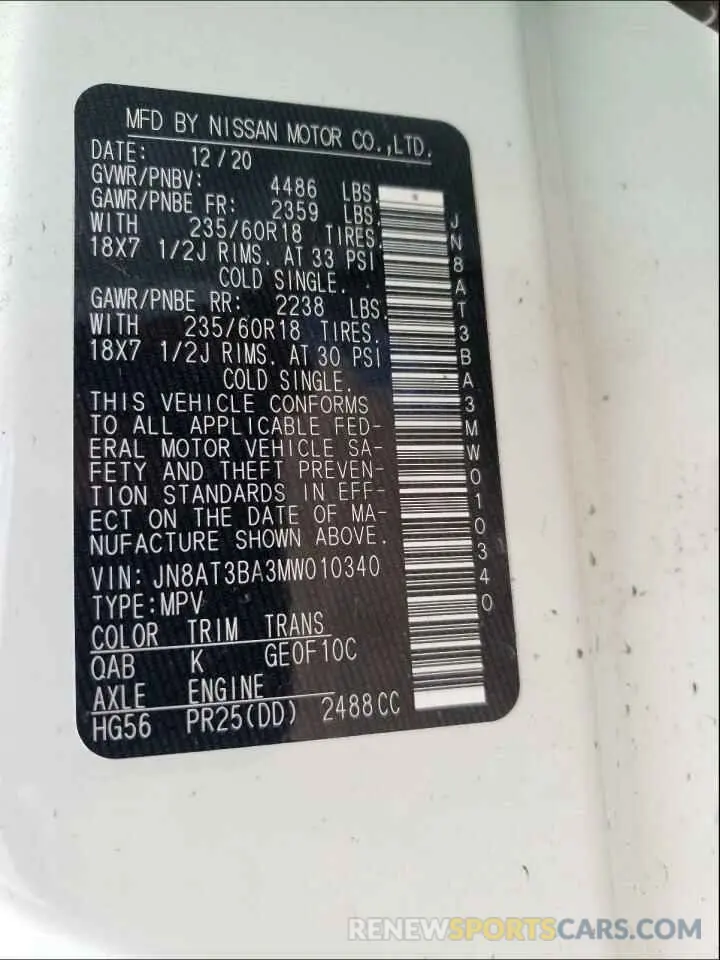 MFD BY NISSAN MOTOR CO.,LTD.
DATE: 12/20
GVWR/PNBV: 4486 LBS.
GAWR/PNBE FR: 2359 LBS.
WITH 235/60R18 TIRES.
18X7 1/2J RIMS. AT 33 PSI
COLD SINGLE.
GAWR/PNBE RR: 2238 LBS.
WITH 235/60R18 TIRES.
18X7 1/2J RIMS. AT 30 PSI
COLD SINGLE.
THIS VEHICLE CONFORMS
TO ALL APPLICABLE FED-
ERAL MOTOR VEHICLE SA-
FETY AND THEFT PREVEN-
TION STANDARDS IN EFF-
ECT ON THE DATE OF MA-
NUFACTURE SHOWN ABOVE.
VIN: JN8AT3BA3MW010340
TYPE:MPV
COLOR TRIM TRANS
QAB K GE0F10C
AXLE ENGINE
HG56 PR25(DD) 2488CC
JN8AT3BA3MW010340
RENEWSPORTSCARS.COM